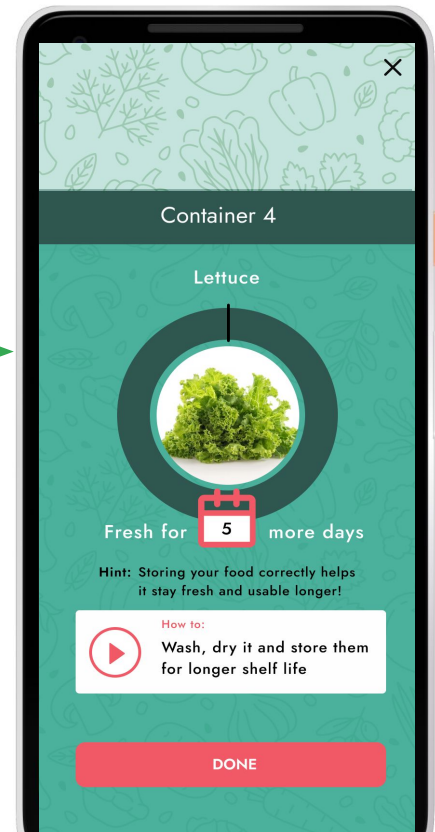 Container 4
Lettuce
Fresh for 5 more days
Hint: Storing your food correctly helps
it stay fresh and usable longer!
How to:
Wash, dry it and store them
for longer shelf life
DONE